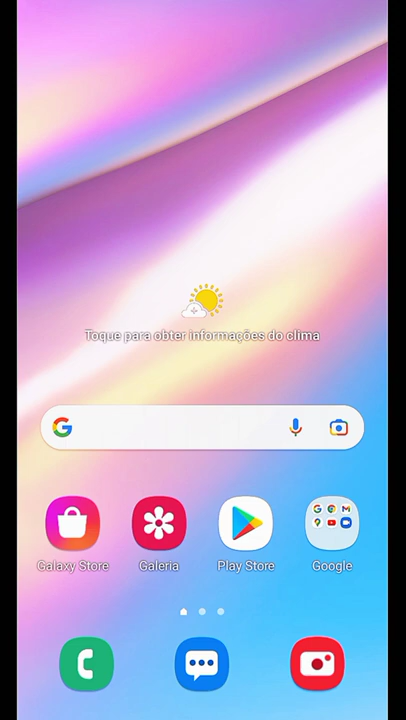 Toque para obter informações do clima
Galaxy Store
Galeria
Play Store
Google